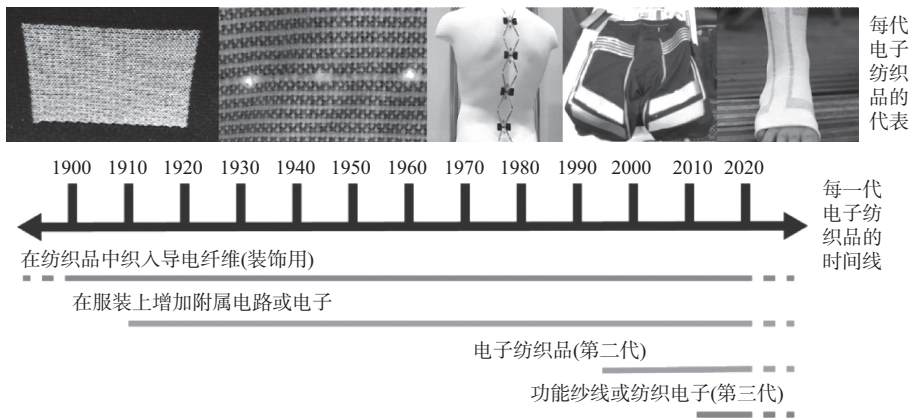 每代
电子
纺织
品的
代表
1900 1910 1920 1930 1940 1950 1960 1970 1980 1990 2000 2010 2020
每一代
电子纺
织品的
时间线
在纺织品中织入导电纤维(装饰用)
在服装上增加附属电路或电子
电子纺织品(第二代)
功能纱线或纺织电子(第三代)